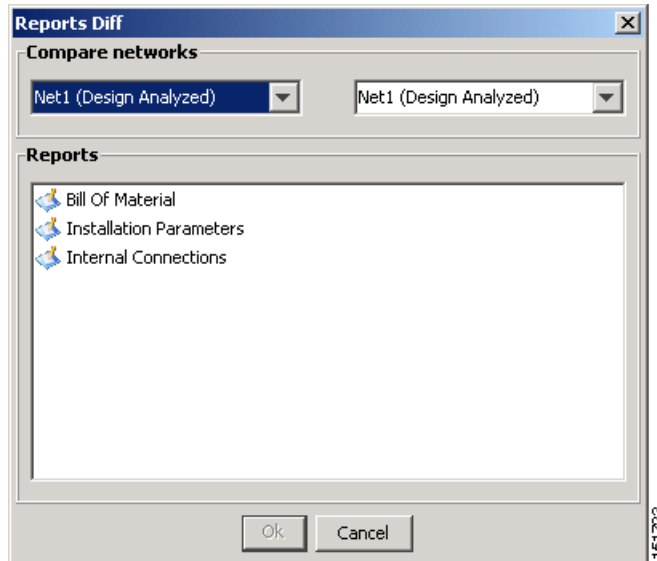 Reports Diff
Compare networks
Net1 (Design Analyzed) Net1 (Design Analyzed)
Reports
Bill Of Material
Installation Parameters
Internal Connections
Ok Cancel